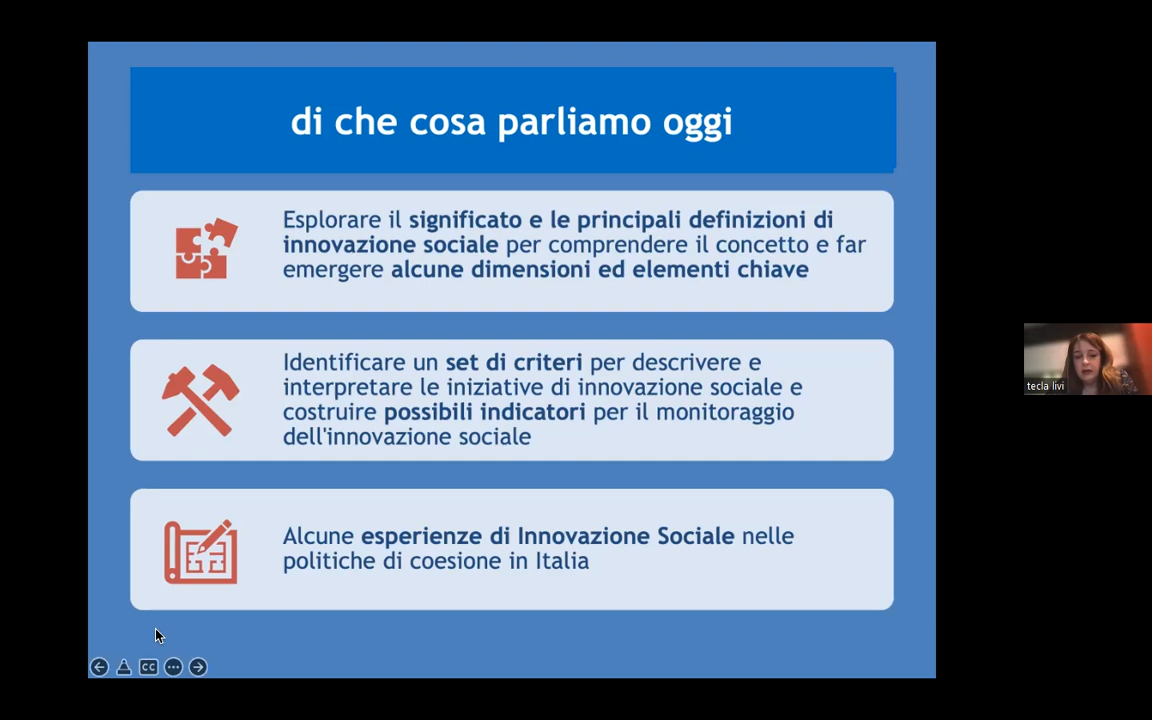 di che cosa parliamo oggi
Esplorare il significato e le principali definizioni di
innovazione sociale per comprendere il concetto e far
emergere alcune dimensioni ed elementi chiave
Identificare un set di criteri per descrivere e
interpretare le iniziative di innovazione sociale e
costruire possibili indicatori per il monitoraggio
dell'innovazione sociale
Alcune esperienze di Innovazione Sociale nelle
politiche di coesione in Italia
tecla livi
CC